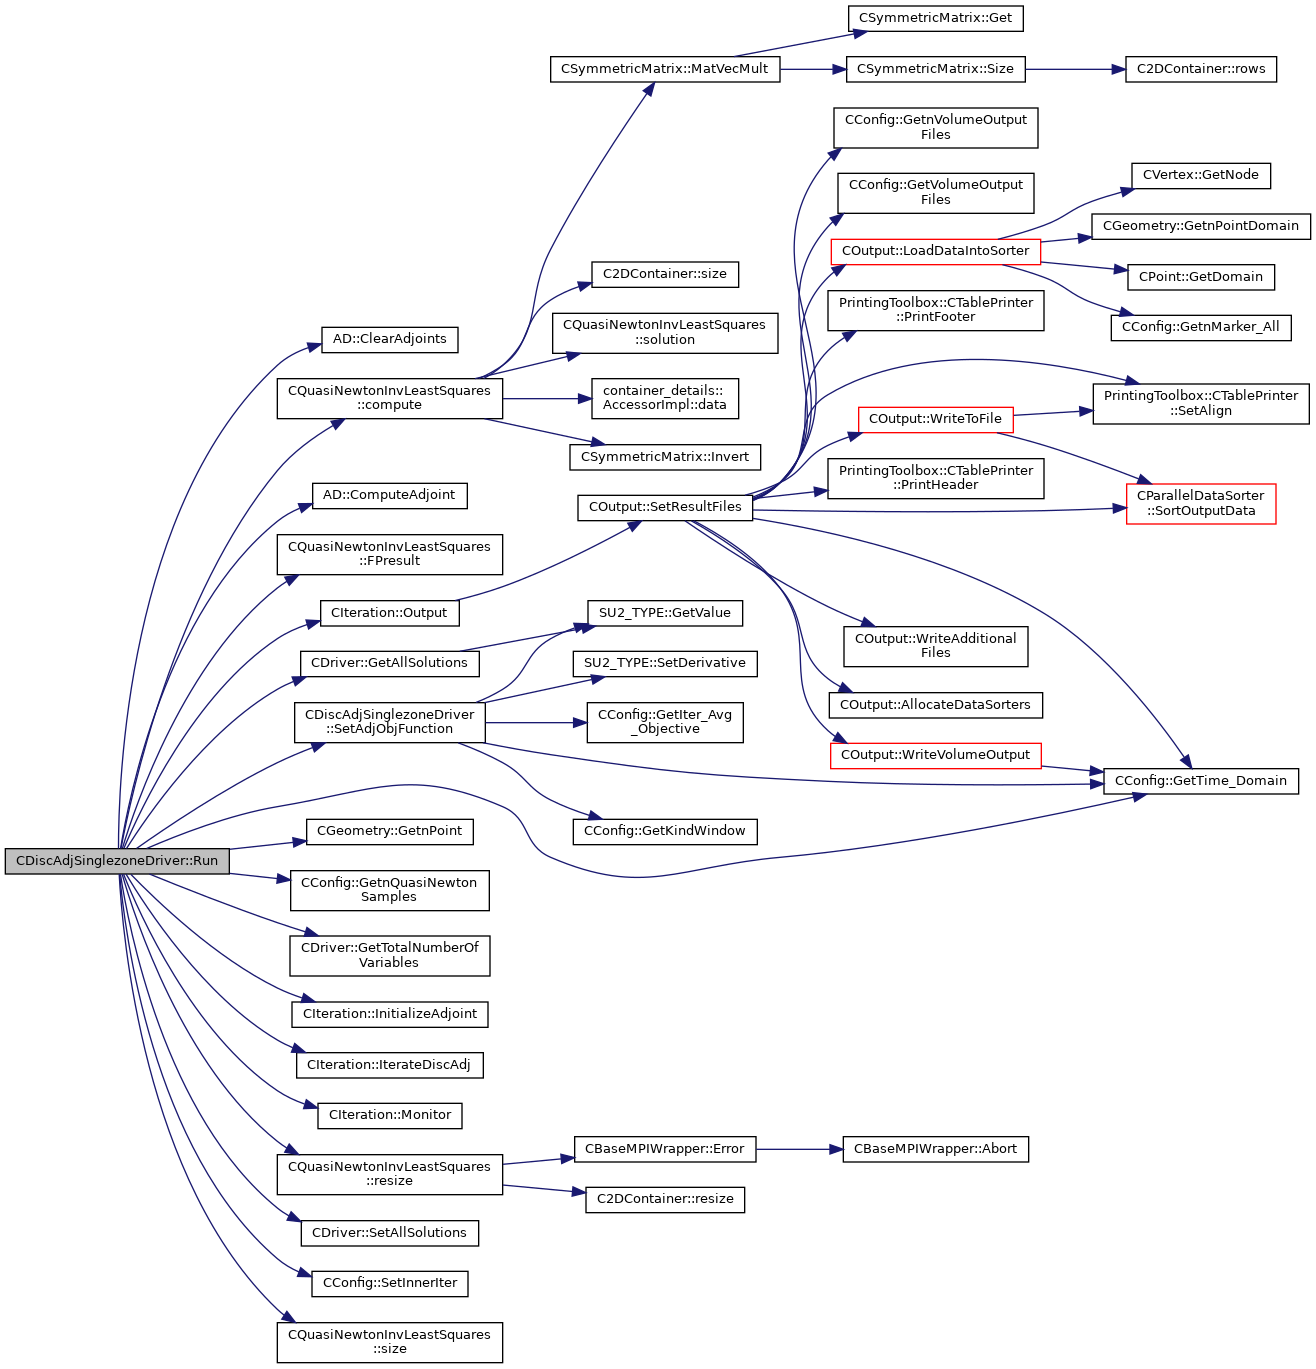 CDiscAdjSinglezoneDriver::Run
AD::ClearAdjoints
CQuasiNewtonInvLeastSquares
::compute
AD::ComputeAdjoint
CQuasiNewtonInvLeastSquares
::FPresult
CIteration::Output
CDriver::GetAllSolutions
CDiscAdjSinglezoneDriver
::SetAdjObjFunction
CGeometry::GetnPoint
CConfig::GetnQuasiNewton
Samples
CDriver::GetTotalNumberOf
Variables
CIteration::InitializeAdjoint
CIteration::IterateDiscAdj
CIteration::Monitor
CQuasiNewtonInvLeastSquares
::resize
CDriver::SetAllSolutions
CConfig::SetInnerIter
CQuasiNewtonInvLeastSquares
::size
CSymmetricMatrix::MatVecMult
C2DContainer::size
CQuasiNewtonInvLeastSquares
::solution
container_details::
AccessorImpl::data
CSymmetricMatrix::Invert
COutput::SetResultFiles
SU2_TYPE::GetValue
SU2_TYPE::SetDerivative
CConfig::GetIter_Avg
_Objective
CConfig::GetKindWindow
CBaseMPIWrapper::Error
C2DContainer::resize
CSymmetricMatrix::Get
CSymmetricMatrix::Size
CConfig::GetnVolumeOutput
Files
CConfig::GetVolumeOutput
Files
COutput::LoadDataIntoSorter
PrintingToolbox::CTablePrinter
::PrintFooter
COutput::WriteToFile
PrintingToolbox::CTablePrinter
::PrintHeader
COutput::WriteAdditional
Files
COutput::AllocateDataSorters
COutput::WriteVolumeOutput
CBaseMPIWrapper::Abort
C2DContainer::rows
CVertex::GetNode
CGeometry::GetnPointDomain
CPoint::GetDomain
CConfig::GetnMarker_All
PrintingToolbox::CTablePrinter
::SetAlign
CParallelDataSorter
::SortOutputData
CConfig::GetTime_Domain